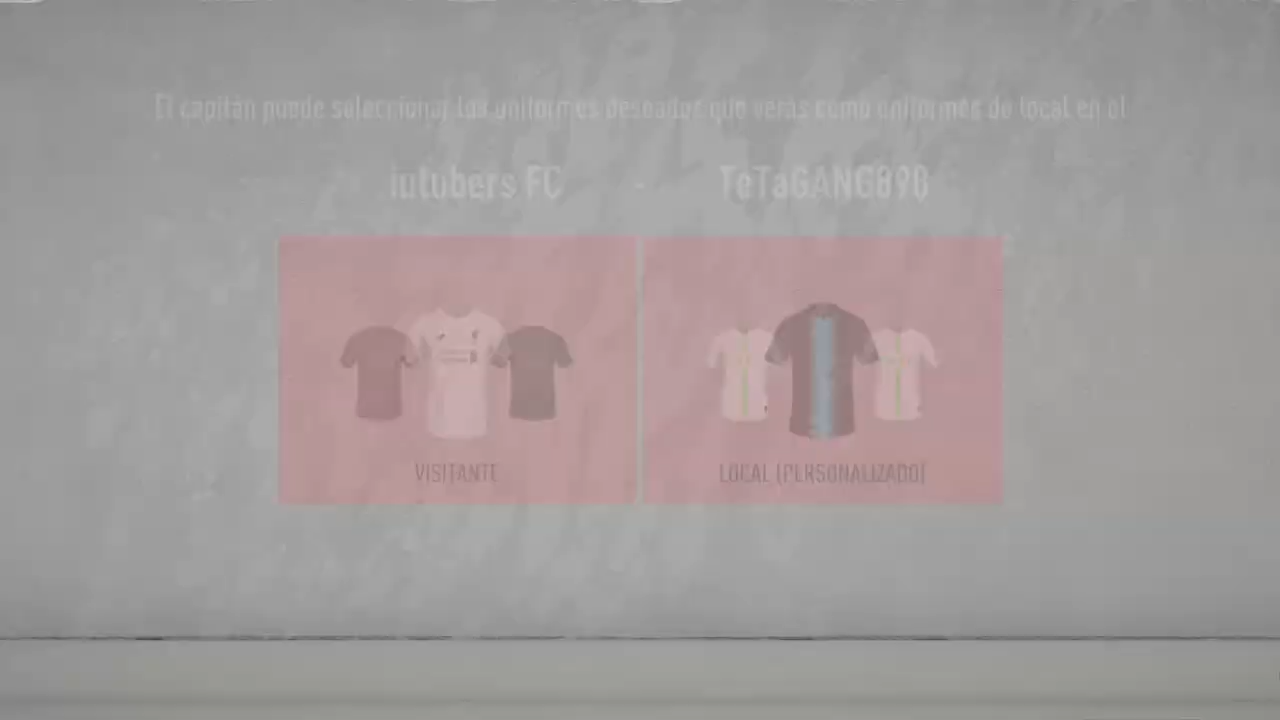 El capitán puede seleccionar los uniformes deseados que verás como uniformes de local en el
iutubers FC - TeTaGANG890
VISITANTE
LOCAL (PERSONALIZADO)